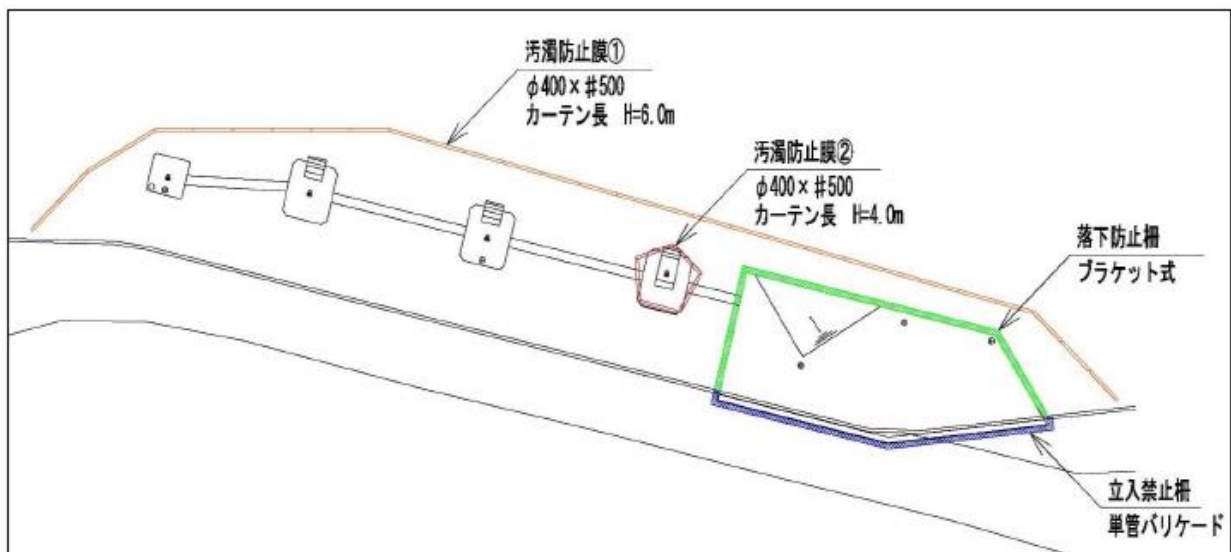 汚濁防止膜①
φ400×#500
カーテン長 H=6.0m
汚濁防止膜②
φ400×#500
カーテン長 H=4.0m
落下防止柵
ブラケット式
立入禁止柵
単管バリケード